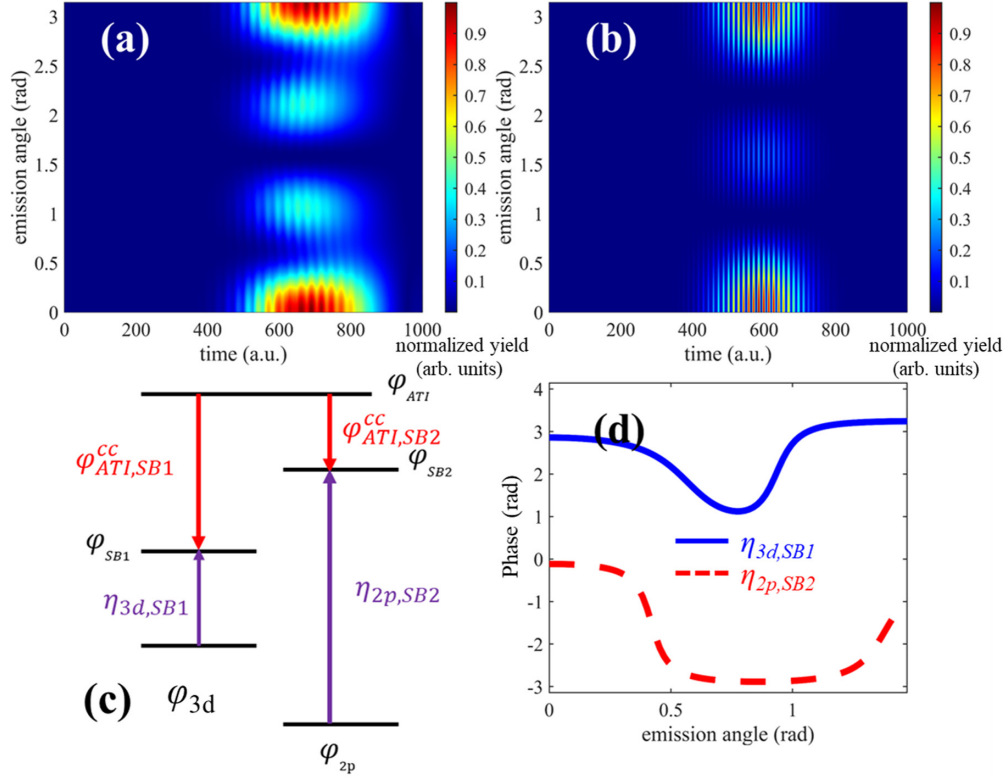 (a)
emission angle (rad)
3
2.5
2
1.5
1
0.5
0
0 200 400 600 800 1000
time (a.u.)
0.9
0.8
0.7
0.6
0.5
0.4
0.3
0.2
0.1
normalized yield
(arb. units)
(b)
emission angle (rad)
3
2.5
2
1.5
1
0.5
0
0 200 400 600 800 1000
time (a.u.)
0.9
0.8
0.7
0.6
0.5
0.4
0.3
0.2
0.1
normalized yield
(arb. units)
φ_ATI
φ^cc_ATI,SB1
φ^cc_ATI,SB2
φ_SB2
φ_SB1
η_3d,SB1
η_2p,SB2
(c)
φ_3d
φ_2p
(d)
Phase (rad)
4
3
2
1
0
-1
-2
-3
η_3d,SB1
η_2p,SB2
0 0.5 1
emission angle (rad)